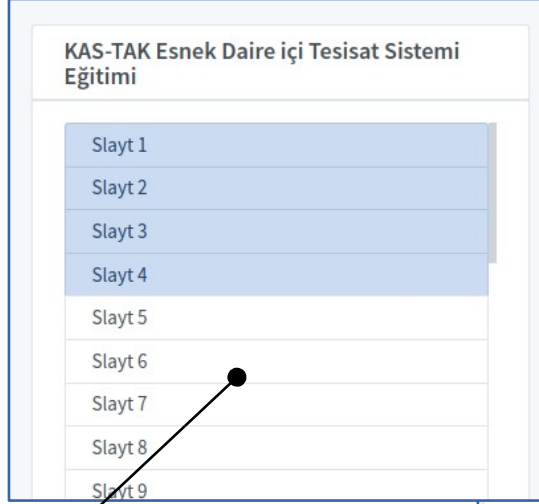 KAS-TAK Esnek Daire içi Tesisat Sistemi
Eğitimi
Slayt 1
Slayt 2
Slayt 3
Slayt 4
Slayt 5
Slayt 6
Slayt 7
Slayt 8
Slayt 9